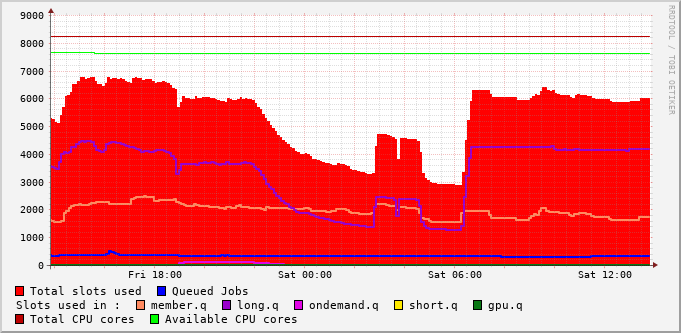 RRDTOOL / TOBI OETIKER
9000
8000
7000
6000
5000
4000
3000
2000
1000
0
Fri 18:00 Sat 00:00 Sat 06:00 Sat 12:00
Total slots used Queued Jobs
Slots used in : member.q long.q ondemand.q short.q gpu.q
Total CPU cores Available CPU cores